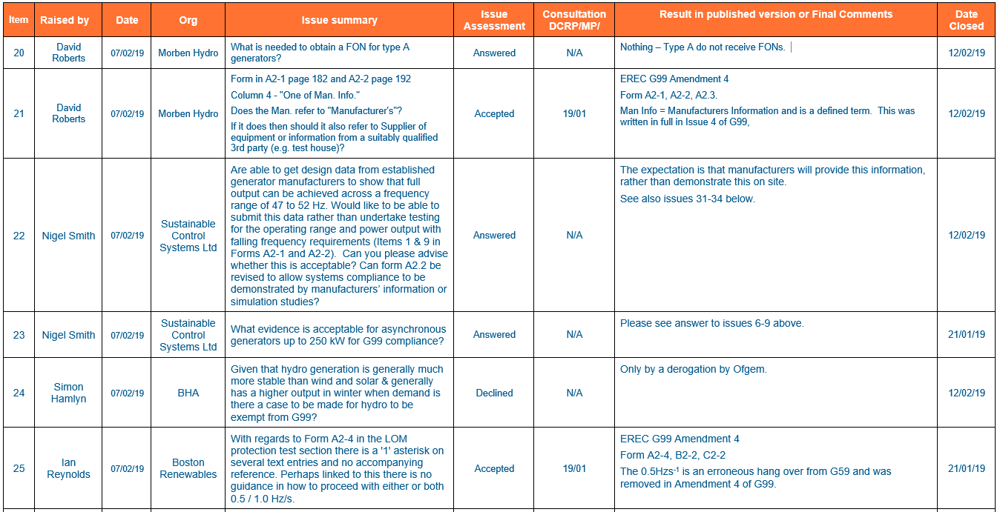 Item Raised by Date Org Issue summary Issue Assessment Consultation DCRP/MP/ Result in published version or Final Comments Date Closed
20
David
Roberts
07/02/19
Morben Hydro
What is needed to obtain a FON for type A
generators?
Answered
N/A
Nothing – Type A do not receive FONs.
12/02/19
21
David
Roberts
07/02/19
Morben Hydro
Form in A2-1 page 182 and A2-2 page 192
Column 4 - "One of Man. Info."
Does the Man. refer to "Manufacturer's"?
If it does then should it also refer to Supplier of
equipment or information from a suitably qualified
3rd party (e.g. test house)?
Accepted
19/01
EREC G99 Amendment 4
Form A2-1, A2-2, A2.3.
Man Info = Manufacturers Information and is a defined term.  This was
written in full in Issue 4 of G99,
12/02/19
22
Nigel Smith
07/02/19
Sustainable
Control
Systems Ltd
Are able to get design data from established
generator manufacturers to show that full
output can be achieved across a frequency
range of 47 to 52 Hz. Would like to be able to
submit this data rather than undertake testing
for the operating range and power output with
falling frequency requirements (Items 1 & 9 in
Forms A2-1 and A2-2).  Can you please advise
whether this is acceptable? Can form A2.2 be
revised to allow systems compliance to be
demonstrated by manufacturers' information or
simulation studies?
Answered
N/A
The expectation is that manufacturers will provide this information,
rather than demonstrate this on site.
See also issues 31-34 below.
12/02/19
23
Nigel Smith
07/02/19
Sustainable
Control
Systems Ltd
What evidence is acceptable for asynchronous
generators up to 250 kW for G99 compliance?
Answered
N/A
Please see answer to issues 6-9 above.
21/01/19
24
Simon
Hamlyn
07/02/19
BHA
Given that hydro generation is generally much
more stable than wind and solar & generally
has a higher output in winter when demand is
there a case to be made for hydro to be
exempt from G99?
Declined
N/A
Only by a derogation by Ofgem.
12/02/19
25
Ian
Reynolds
07/02/19
Boston
Renewables
With regards to Form A2-4 in the LOM
protection test section there is a '1' asterisk on
several text entries and no accompanying
reference. Perhaps linked to this there is no
guidance in how to proceed with either or both
0.5 / 1.0 Hz/s.
Accepted
19/01
EREC G99 Amendment 4
Form A2-4, B2-2, C2-2
The 0.5Hzs⁻¹ is an erroneous hang over from G59 and was
removed in Amendment 4 of G99.
21/01/19